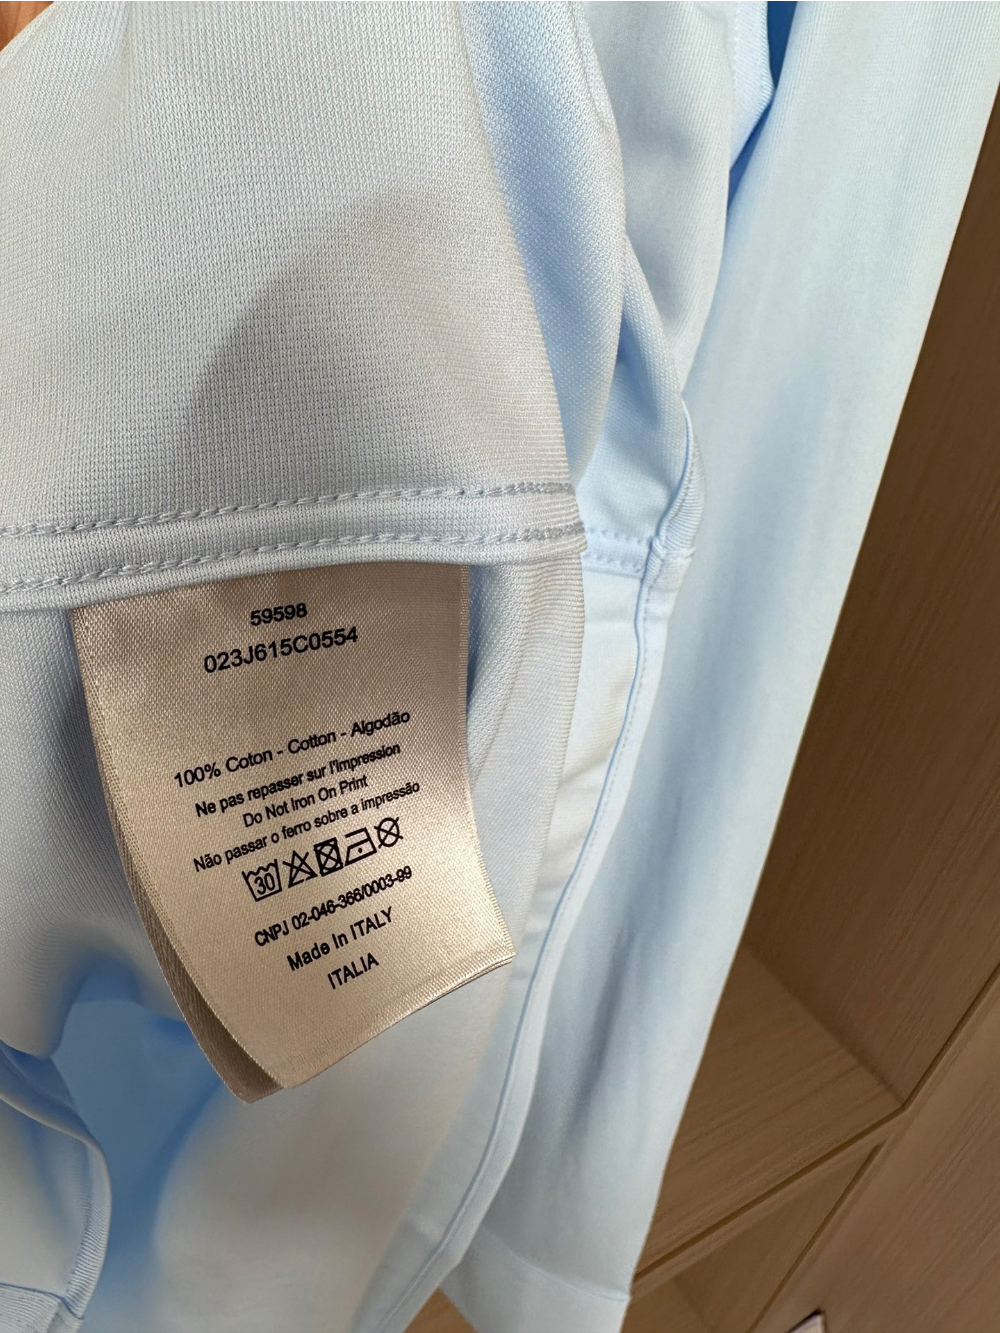 59598
023J615C0554
100% Coton - Cotton - Algodão
Ne pas repasser sur l'impression
Do Not Iron On Print
Não passar o ferro sobre a impressão
30
CNPJ 02-046-366/0003-99
Made In ITALY
ITALIA